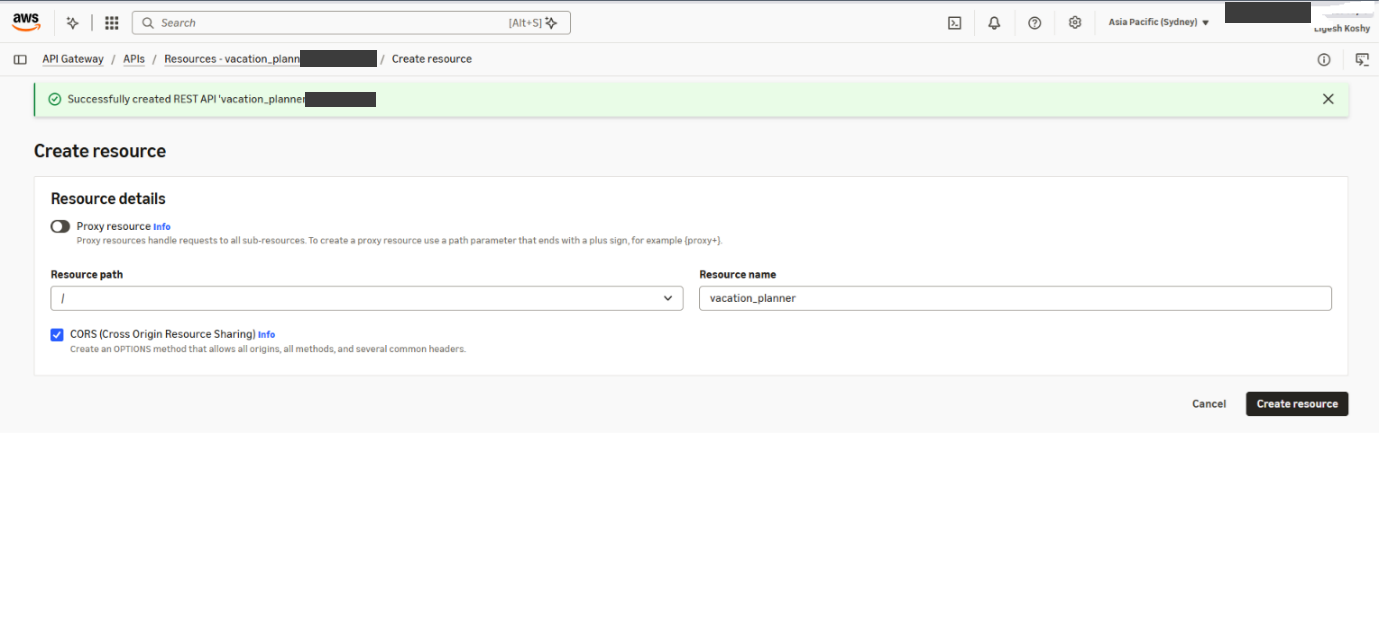 aws
Search [Alt+S]
Asia Pacific (Sydney) ▼
Koshy
API Gateway / APIs / Resources - vacation_plann / Create resource
Successfully created REST API 'vacation_planner
Create resource
Resource details
Proxy resource Info
Proxy resources handle requests to all sub-resources. To create a proxy resource use a path parameter that ends with a plus sign, for example {proxy+}.
Resource path
/
Resource name
vacation_planner
CORS (Cross Origin Resource Sharing) Info
Create an OPTIONS method that allows all origins, all methods, and several common headers.
Cancel
Create resource